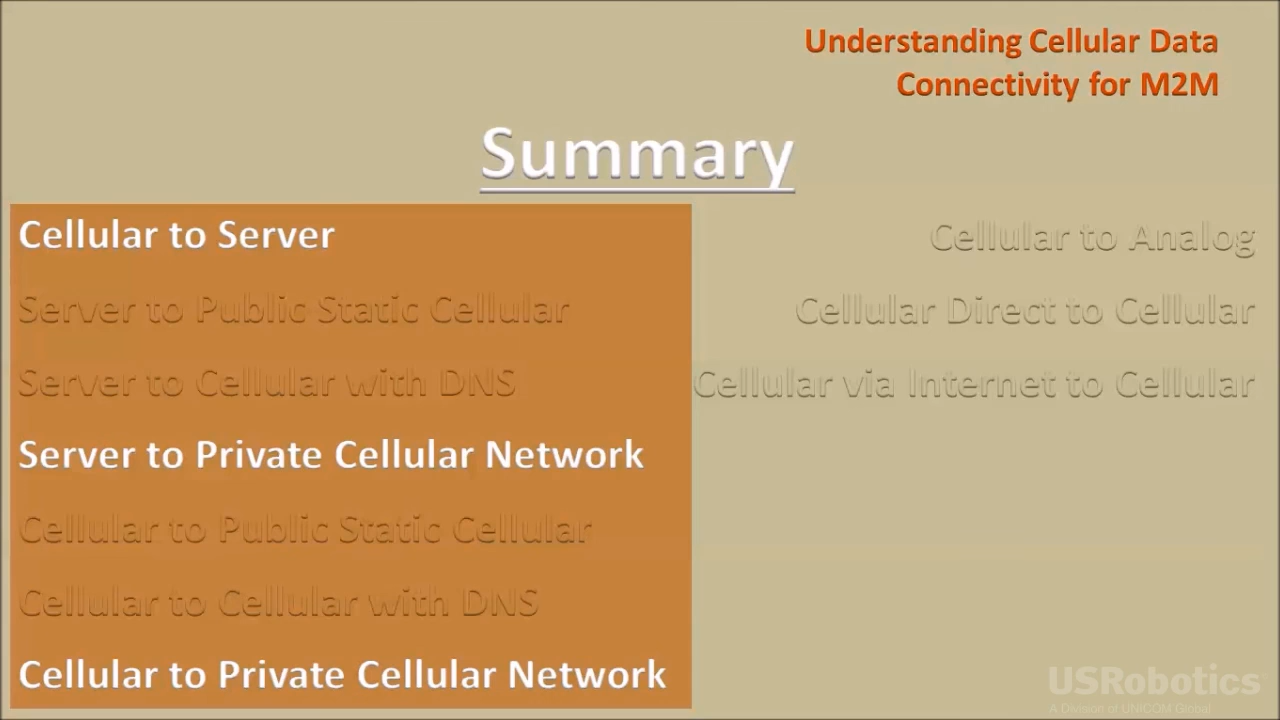 Understanding Cellular Data
Connectivity for M2M
Summary
Cellular to Server
Server to Public Static Cellular
Server to Cellular with DNS
Server to Private Cellular Network
Cellular to Public Static Cellular
Cellular to Cellular with DNS
Cellular to Private Cellular Network
Cellular to Analog
Cellular Direct to Cellular
Cellular via Internet to Cellular
USRobotics
A Division of UNICOM Global